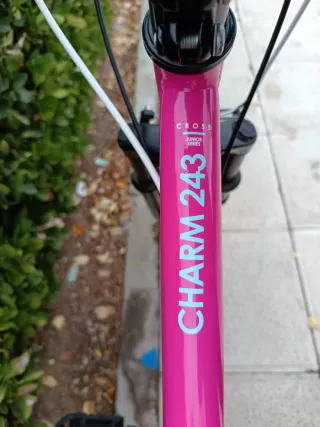 CROSS
JUNIOR
SERIES
CHARM 243